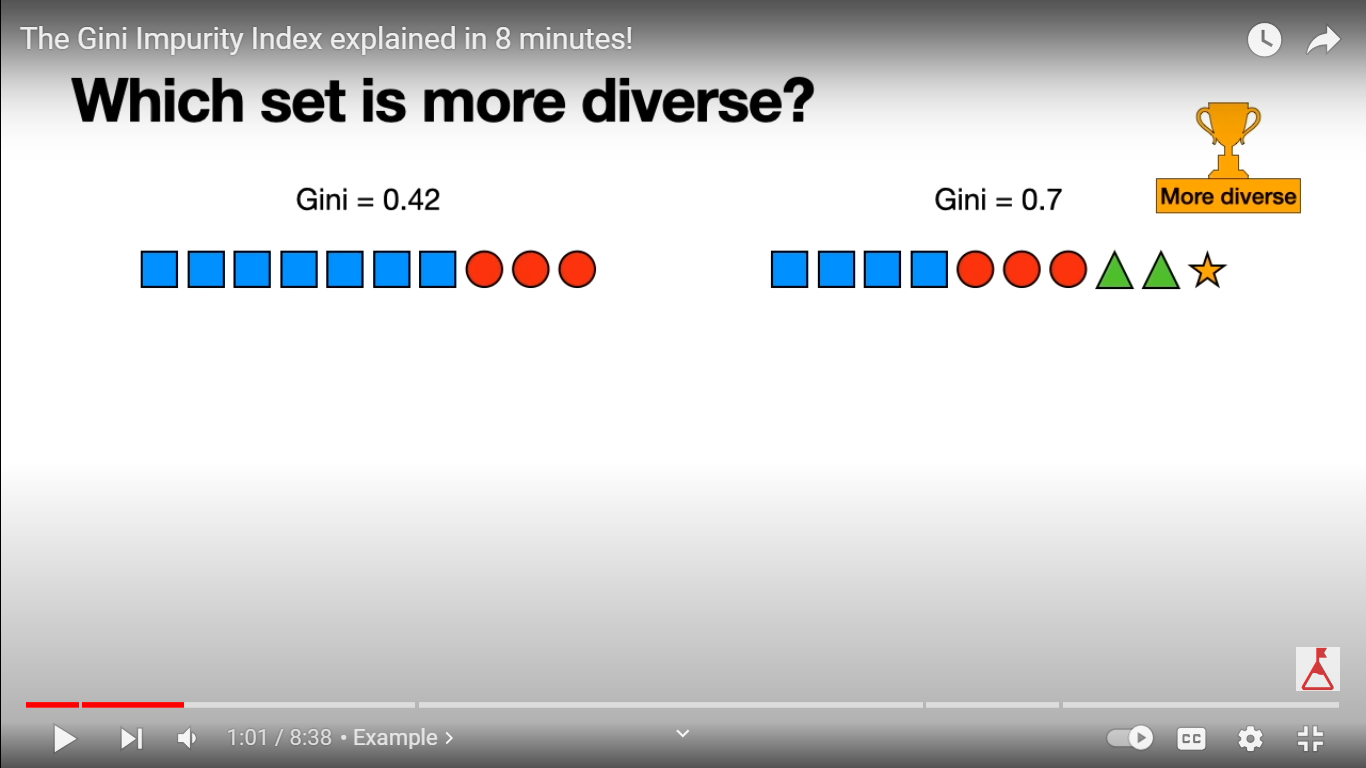 The Gini Impurity Index explained in 8 minutes!
Which set is more diverse?
Gini = 0.42
Gini = 0.7
More diverse
1:01 / 8:38 • Example >
CC